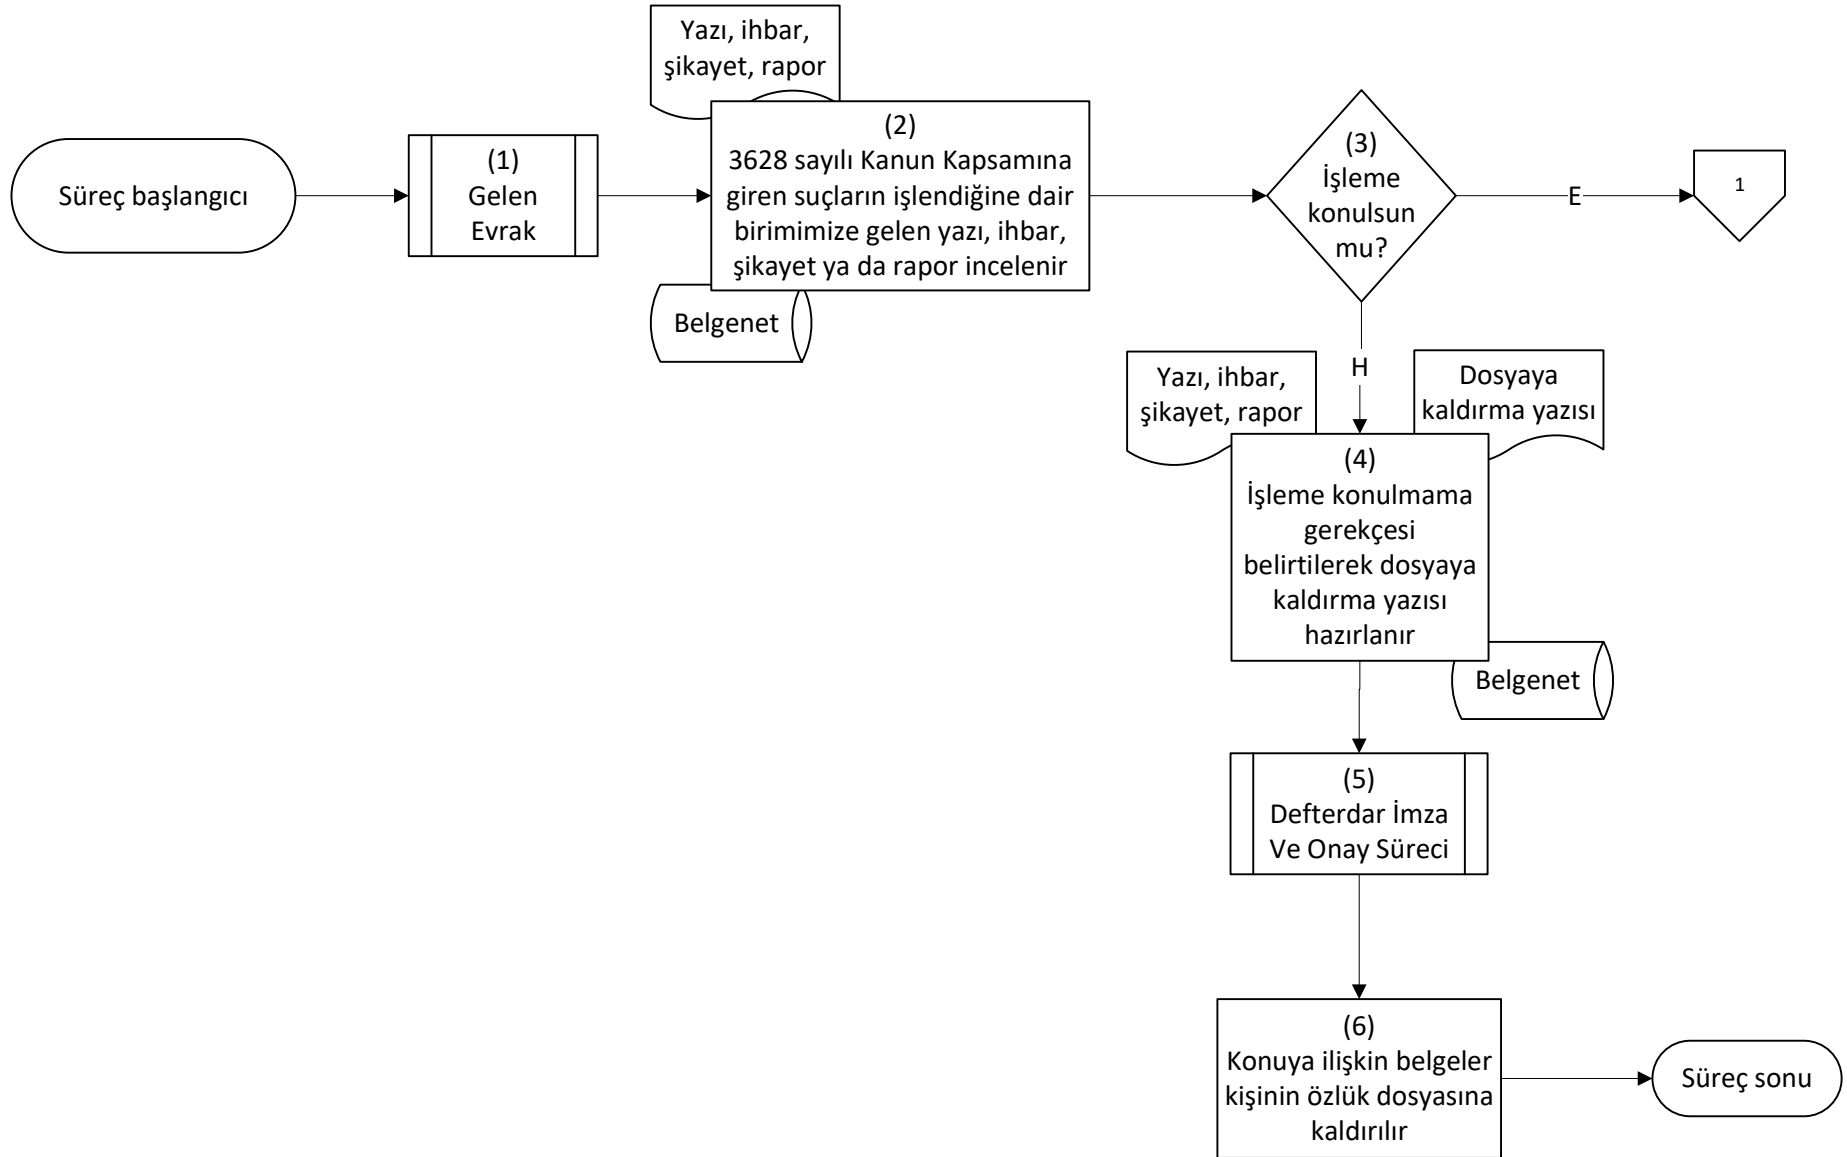 Yazı, ihbar,
şikayet, rapor
Süreç başlangıcı
(1)
Gelen
Evrak
(2)
3628 sayılı Kanun Kapsamına
giren suçların işlendiğine dair
birimimize gelen yazı, ihbar,
şikayet ya da rapor incelenir
Belgenet
(3)
İşleme
konulsun
mu?
E
1
H
Yazı, ihbar,
şikayet, rapor
Dosyaya
kaldırma yazısı
(4)
İşleme konulmama
gerekçesi
belirtilerek dosyaya
kaldırma yazısı
hazırlanır
Belgenet
(5)
Defterdar İmza
Ve Onay Süreci
(6)
Konuya ilişkin belgeler
kişinin özlük dosyasına
kaldırılır
Süreç sonu